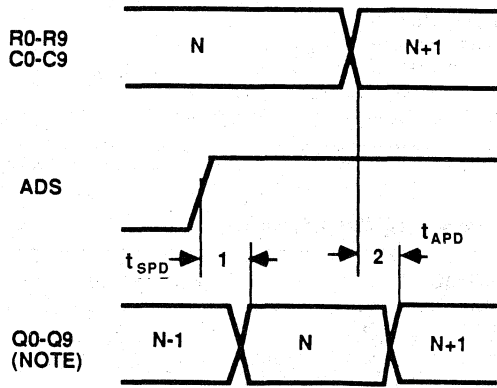 R0-R9
C0-C9
N
N+1
ADS
tSPD
1
2
tAPD
Q0-Q9
(NOTE)
N-1
N
N+1